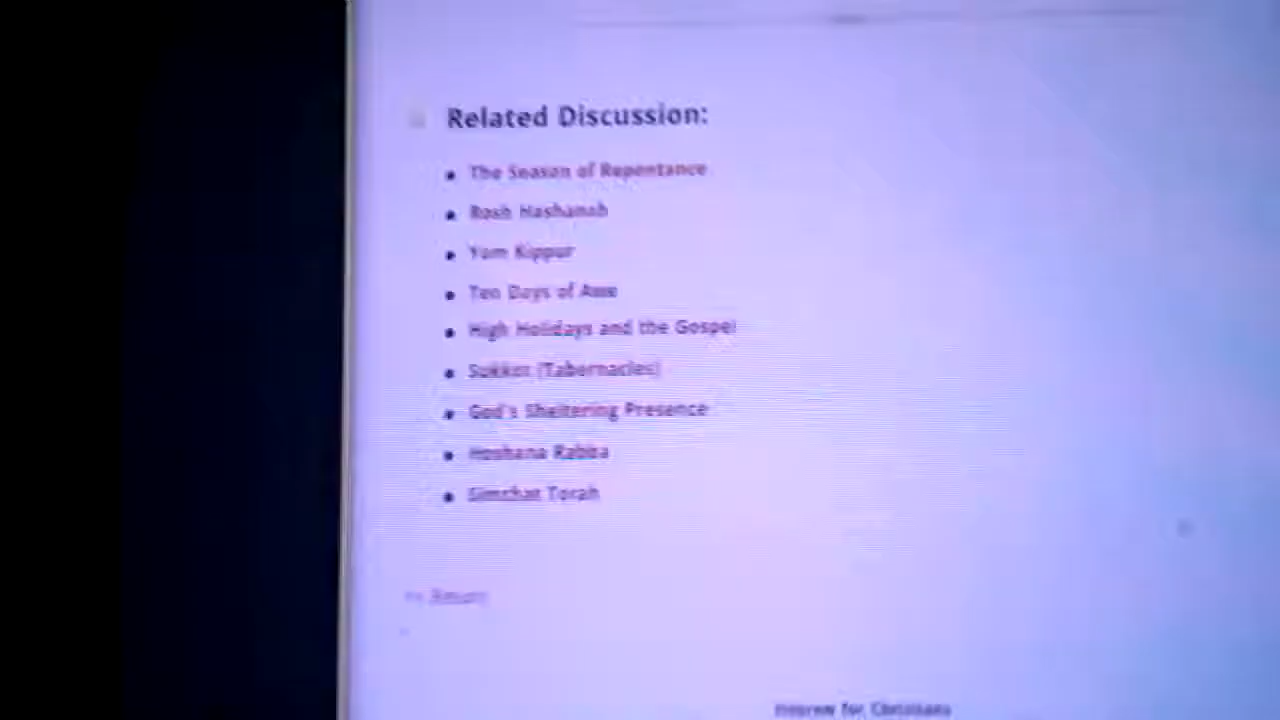 Related Discussion:
The Season of Repentance
Rosh Hashanah
Yom Kippur
Ten Days of Awe
High Holidays and the Gospel
Sukkot (Tabernacles)
God's Sheltering Presence
Hoshana Rabba
Simchat Torah
<< Return
Hebrew for Christians